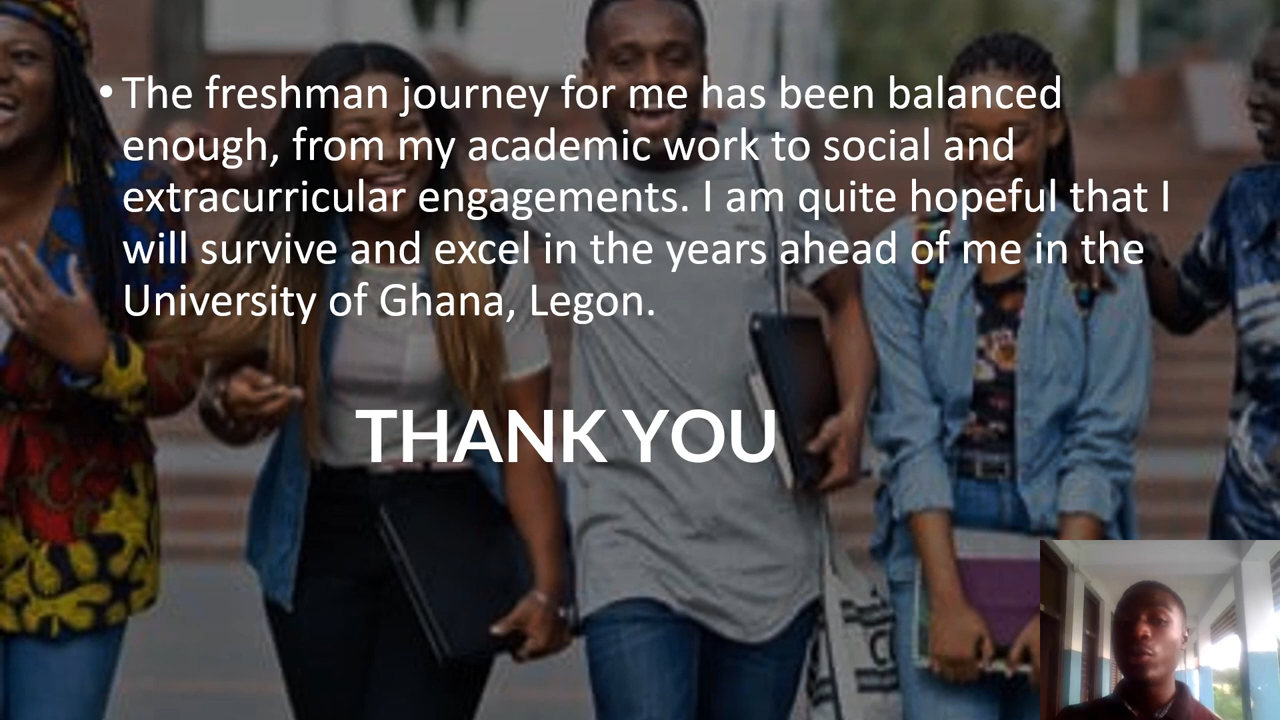 • The freshman journey for me has been balanced
enough, from my academic work to social and
extracurricular engagements. I am quite hopeful that I
will survive and excel in the years ahead of me in the
University of Ghana, Legon.
THANK YOU